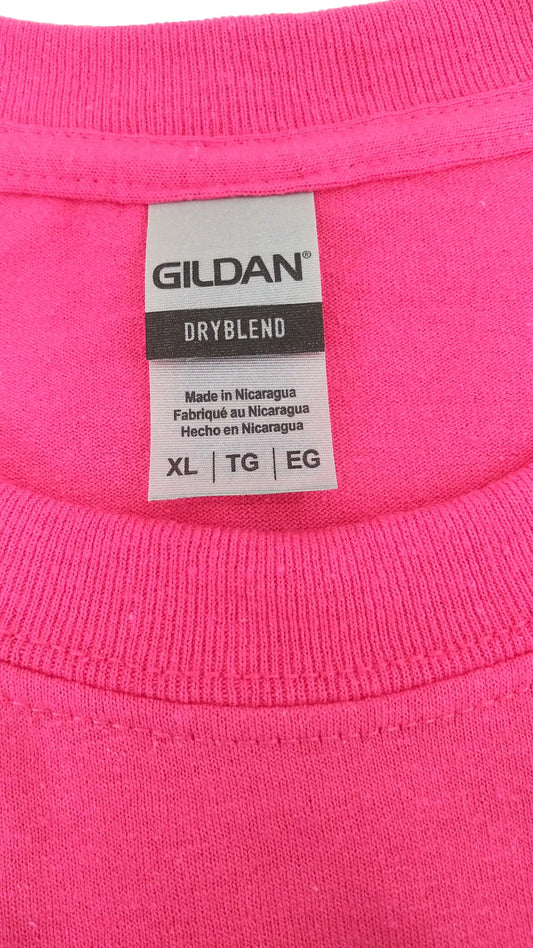 GILDAN®
DRYBLEND
Made in Nicaragua
Fabriqué au Nicaragua
Hecho en Nicaragua
XL | TG | EG